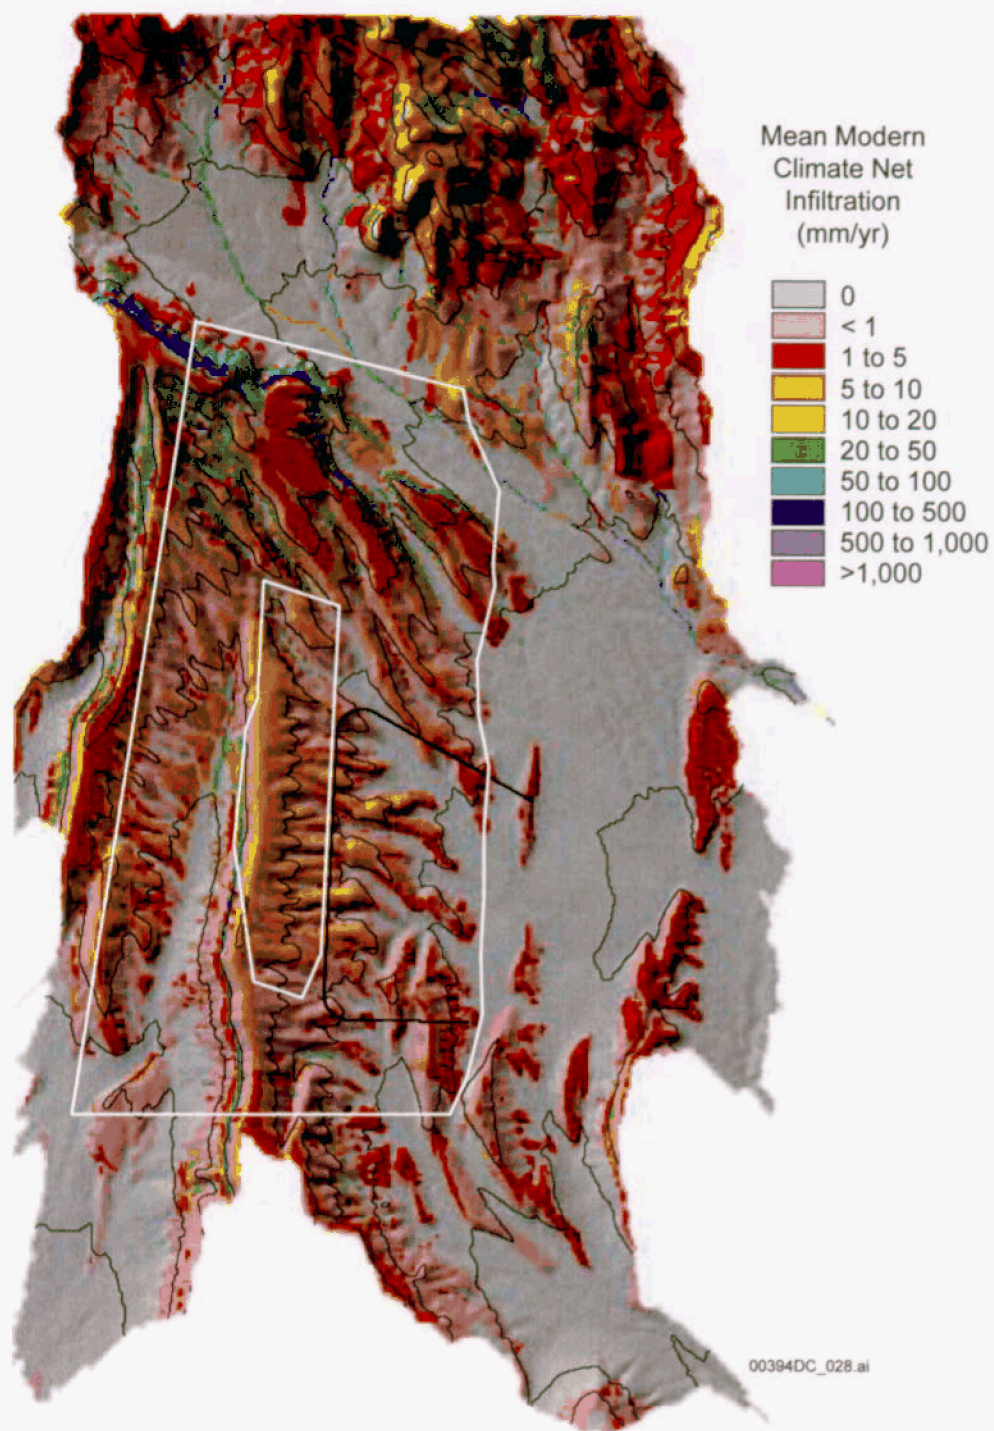 Mean Modern
Climate Net
Infiltration
(mm/yr)
0
< 1
1 to 5
5 to 10
10 to 20
20 to 50
50 to 100
100 to 500
500 to 1,000
>1,000
00394DC_028.ai